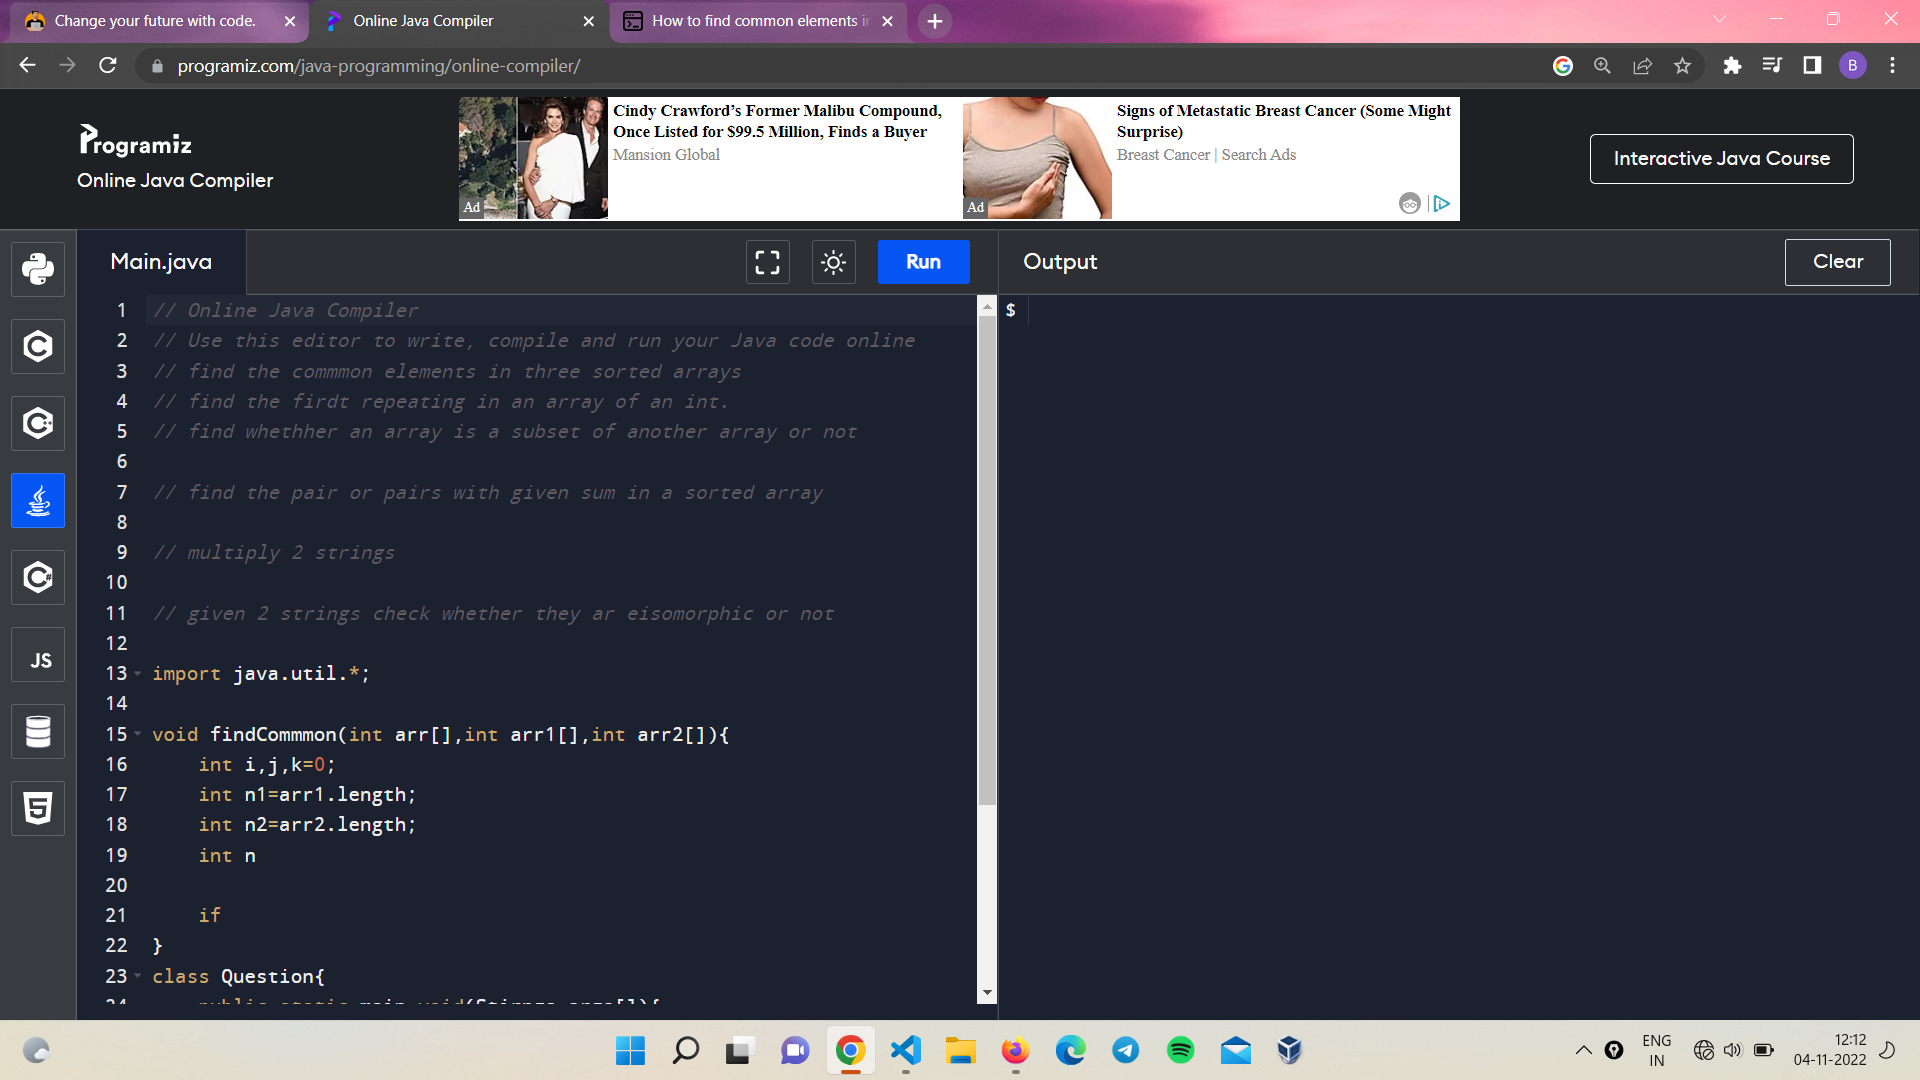 Change your future with code.
Online Java Compiler
How to find common elements i
programiz.com/java-programming/online-compiler/
B
Programiz
Online Java Compiler
Cindy Crawford's Former Malibu Compound,
Once Listed for $99.5 Million, Finds a Buyer
Mansion Global
Ad
Signs of Metastatic Breast Cancer (Some Might
Surprise)
Breast Cancer | Search Ads
Ad
Interactive Java Course
Main.java
Run
Output
Clear
1 // Online Java Compiler
2 // Use this editor to write, compile and run your Java code online
3 // find the commmon elements in three sorted arrays
4 // find the firdt repeating in an array of an int.
5 // find whethher an array is a subset of another array or not
6
7 // find the pair or pairs with given sum in a sorted array
8
9 // multiply 2 strings
10
11 // given 2 strings check whether they ar eisomorphic or not
12
13 import java.util.*;
14
15 void findCommmon(int arr[],int arr1[],int arr2[]){
16 int i,j,k=0;
17 int n1=arr1.length;
18 int n2=arr2.length;
19 int n
20
21 if
22 }
23 class Question{
24 public static main void(Stirngs args[]){
$
C
C
C#
JS
5
ENG
IN
12:12
04-11-2022